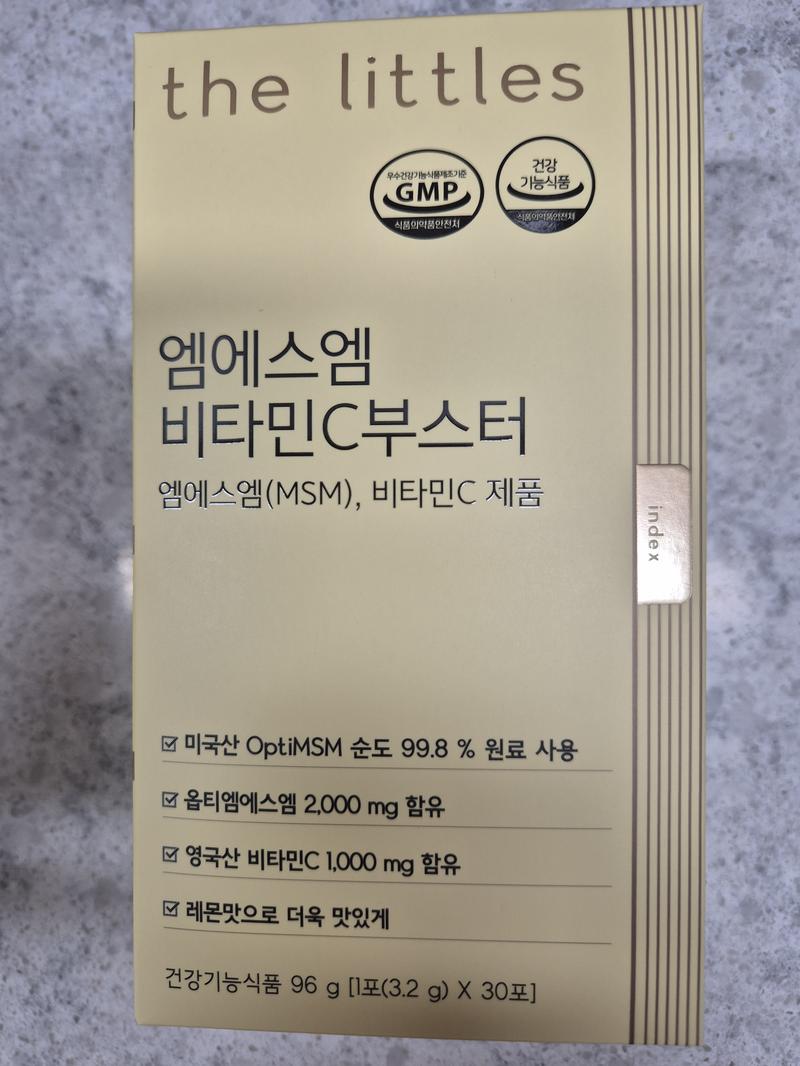 the littles
우수건강기능식품제조기준
GMP
식품의약품안전처
건강
기능식품
식품의약품안전처
엠에스엠
비타민C부스터
엠에스엠(MSM), 비타민C 제품
index
미국산 OptiMSM 순도 99.8 % 원료 사용
옵티엠에스엠 2,000 mg 함유
영국산 비타민C 1,000 mg 함유
레몬맛으로 더욱 맛있게
건강기능식품 96 g [1포(3.2 g) X 30포]